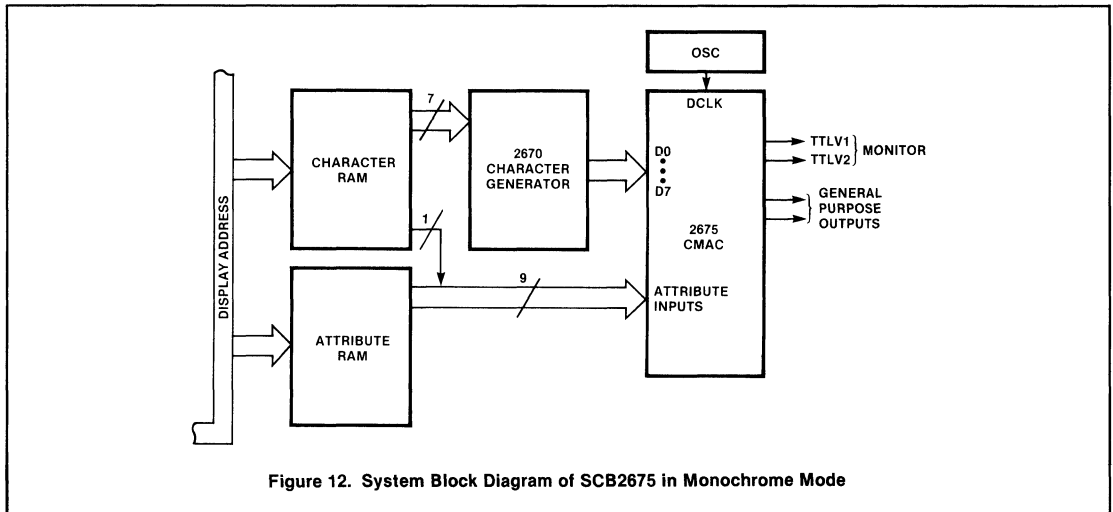 OSC
DCLK
7
CHARACTER
RAM
2670
CHARACTER
GENERATOR
D0
D7
TTLV1
TTLV2
MONITOR
GENERAL
PURPOSE
OUTPUTS
2675
CMAC
1
9
ATTRIBUTE
INPUTS
ATTRIBUTE
RAM
DISPLAY ADDRESS
Figure 12. System Block Diagram of SCB2675 in Monochrome Mode